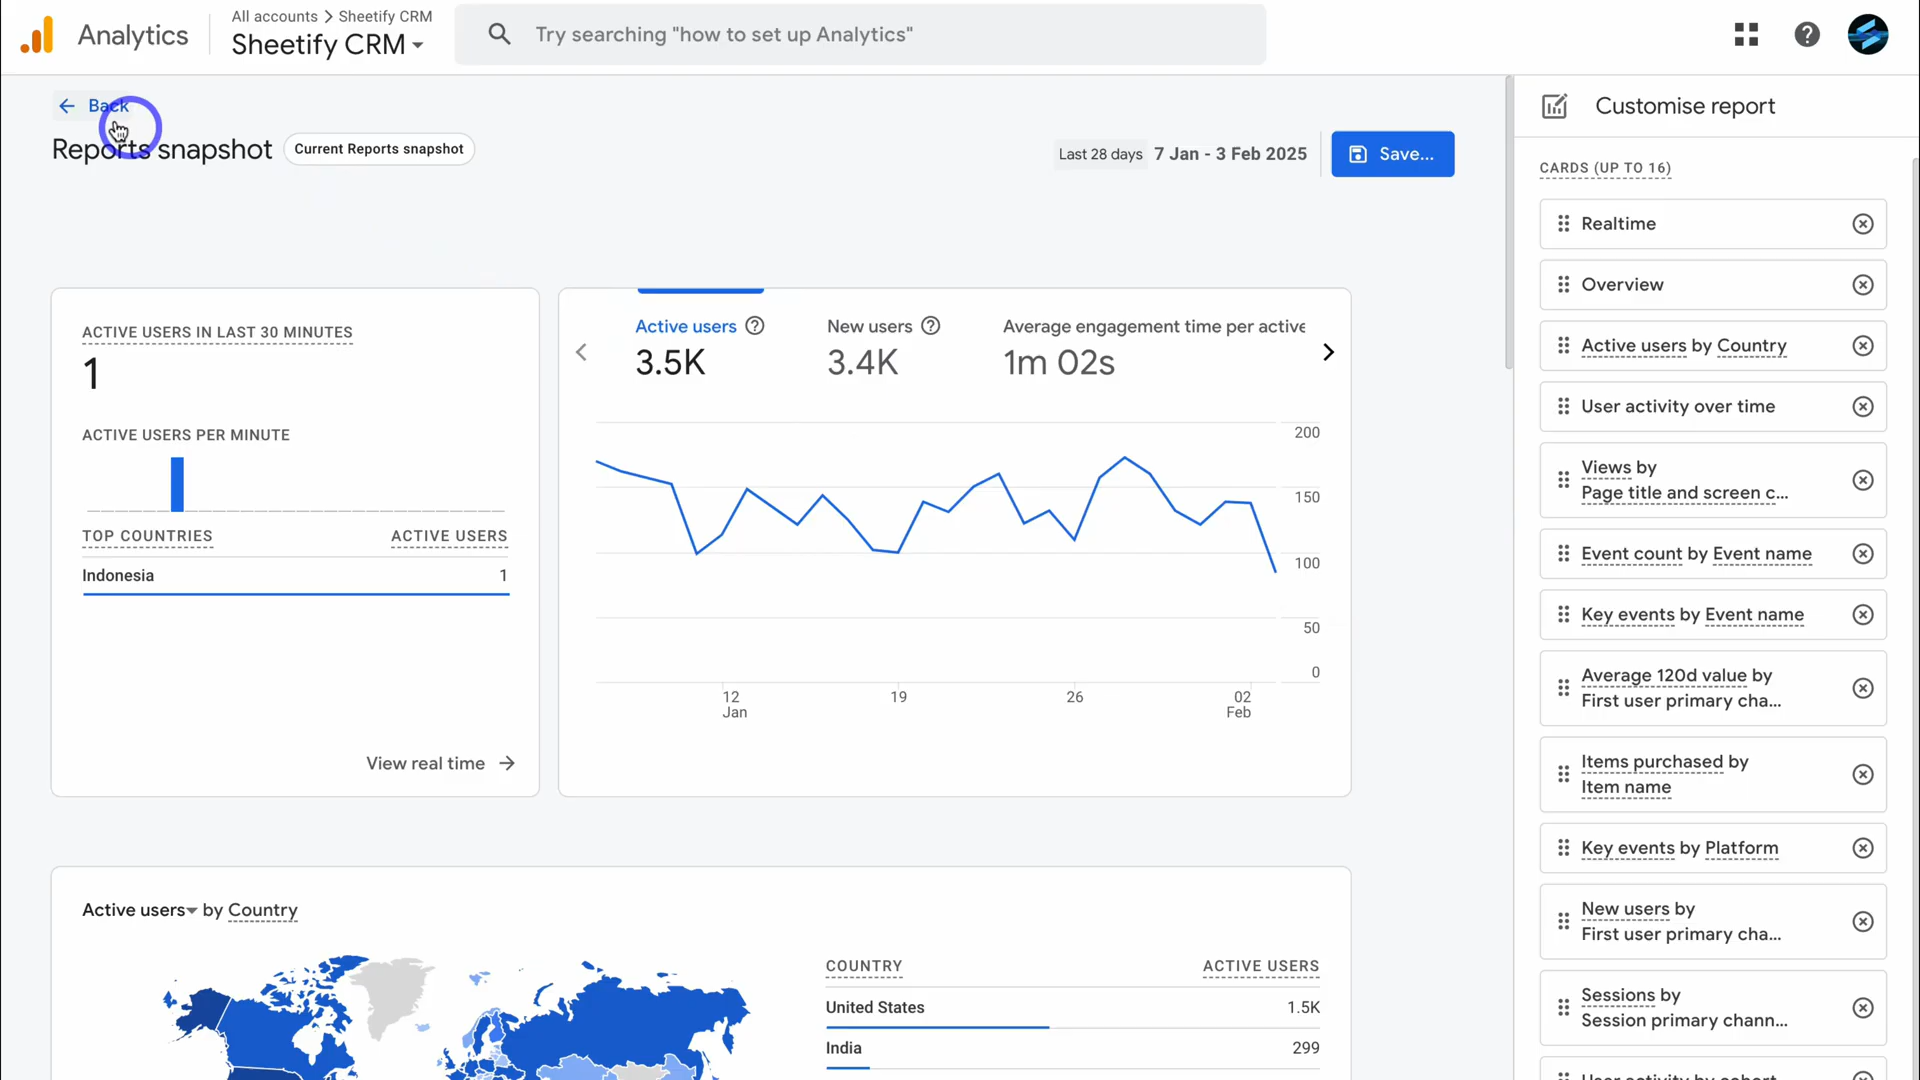 Analytics
All accounts > Sheetify CRM
Sheetify CRM
Try searching "how to set up Analytics"
Back
Reports snapshot
Current Reports snapshot
Last 28 days 7 Jan - 3 Feb 2025
Save...
ACTIVE USERS IN LAST 30 MINUTES
1
ACTIVE USERS PER MINUTE
TOP COUNTRIES ACTIVE USERS
Indonesia 1
View real time
Active users New users Average engagement time per active
3.5K 3.4K 1m 02s
200
150
100
50
0
12 19 26 02
Jan Feb
Active users by Country
COUNTRY ACTIVE USERS
United States 1.5K
India 299
Customise report
CARDS (UP TO 16)
Realtime
Overview
Active users by Country
User activity over time
Views by
Page title and screen c...
Event count by Event name
Key events by Event name
Average 120d value by
First user primary cha...
Items purchased by
Item name
Key events by Platform
New users by
First user primary cha...
Sessions by
Session primary chann...
User activity by cohort